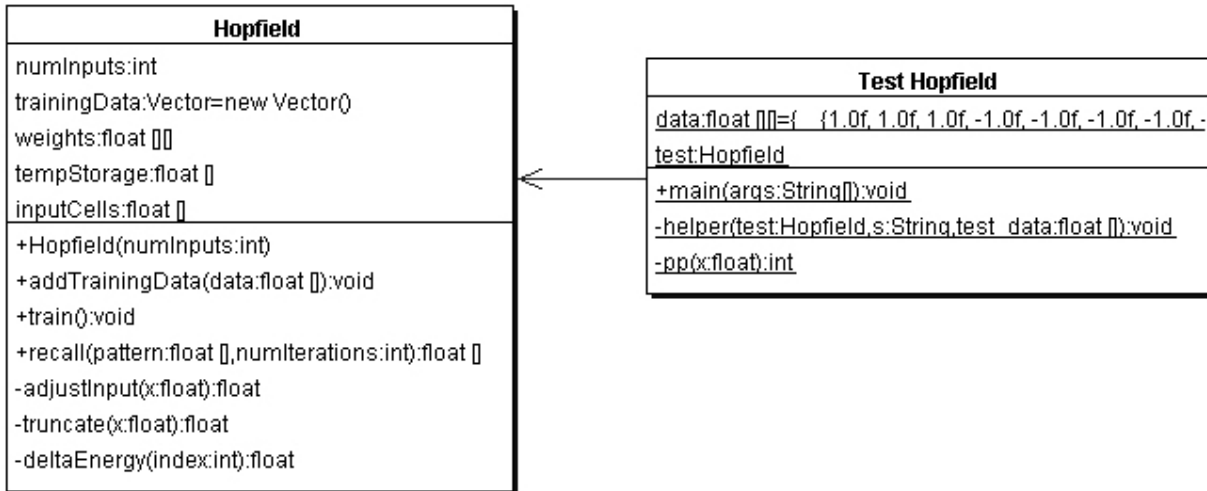 Hopfield
numInputs:int
trainingData:Vector=new Vector()
weights:float [][]
tempStorage:float []
inputCells:float []
+Hopfield(numInputs:int)
+addTrainingData(data:float []):void
+train():void
+recall(pattern:float [],numIterations:int):float []
-adjustInput(x:float):float
-truncate(x:float):float
-deltaEnergy(index:int):float
Test Hopfield
data:float [][]={ {1.0f, 1.0f, 1.0f, -1.0f, -1.0f, -1.0f, -1.0f, -
test:Hopfield
+main(args:String[]):void
-helper(test:Hopfield,s:String,test_data:float []):void
-pp(x:float):int